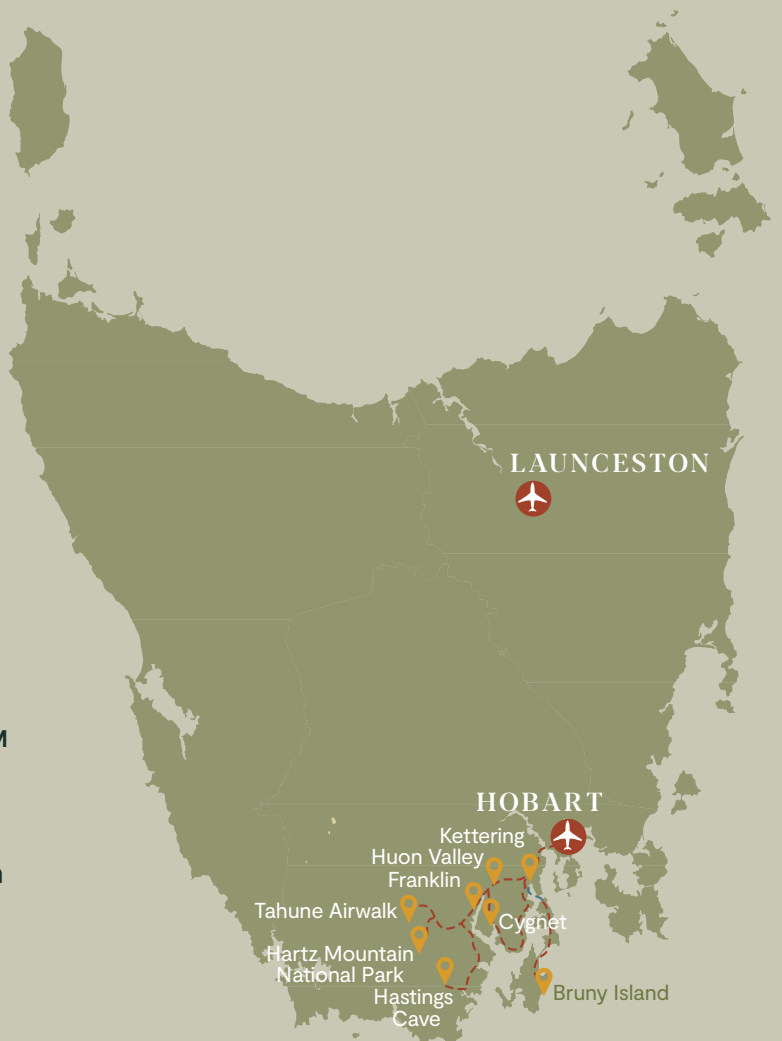 LAUNCESTON
M
HOBART
Kettering
Huon Valley
Franklin
Tahune Airwalk
Cygnet
Hartz Mountain
National Park
Bruny Island
Hastings
Cave